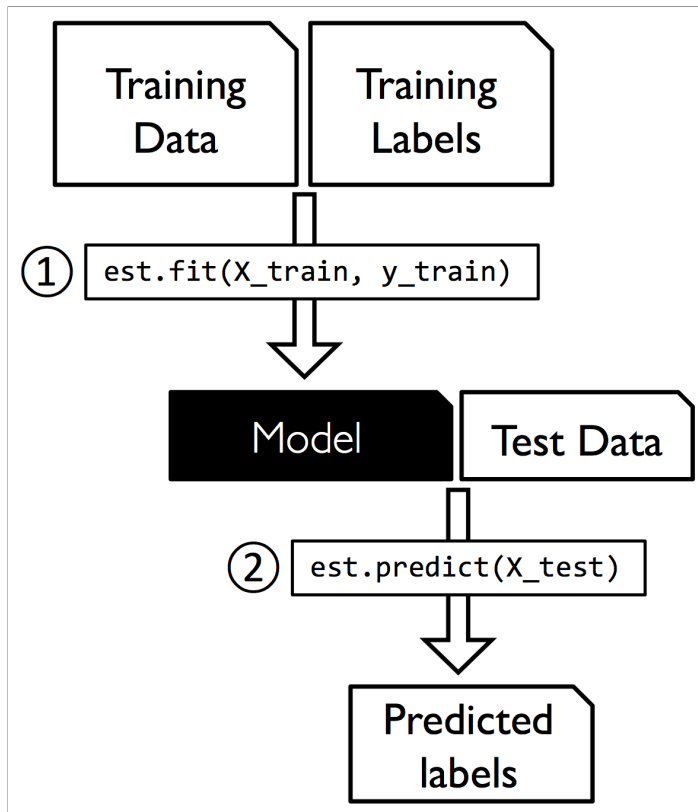 Training
Data
Training
Labels
1
est.fit(X_train, y_train)
Model
Test Data
2
est.predict(X_test)
Predicted
labels